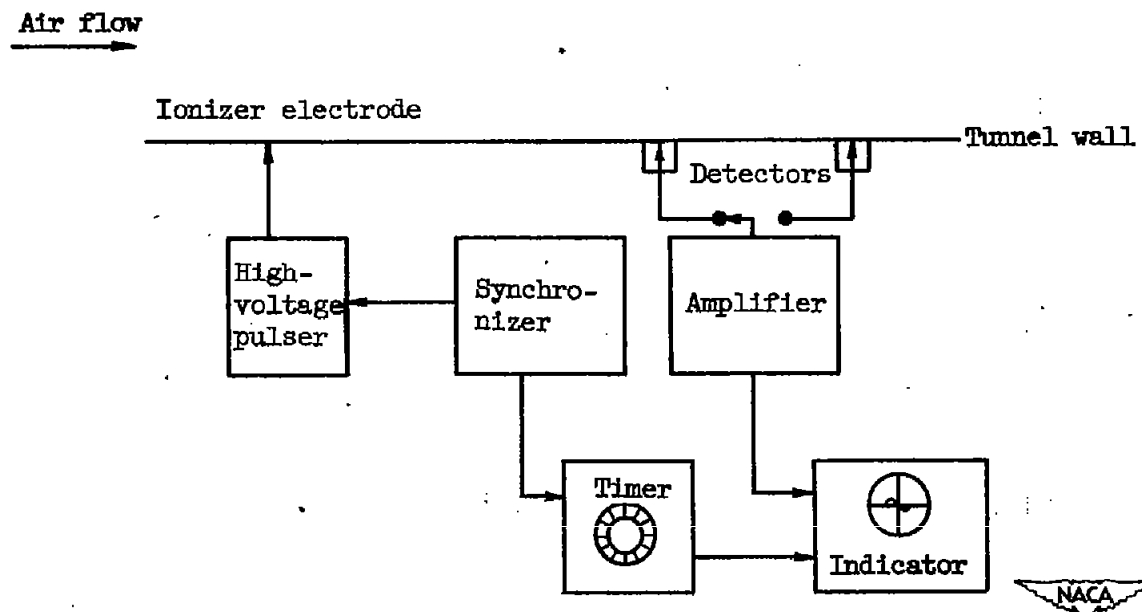 Air flow
Ionizer electrode
Tunnel wall
Detectors
High-
voltage
pulser
Synchro-
nizer
Amplifier
Timer
Indicator
NACA